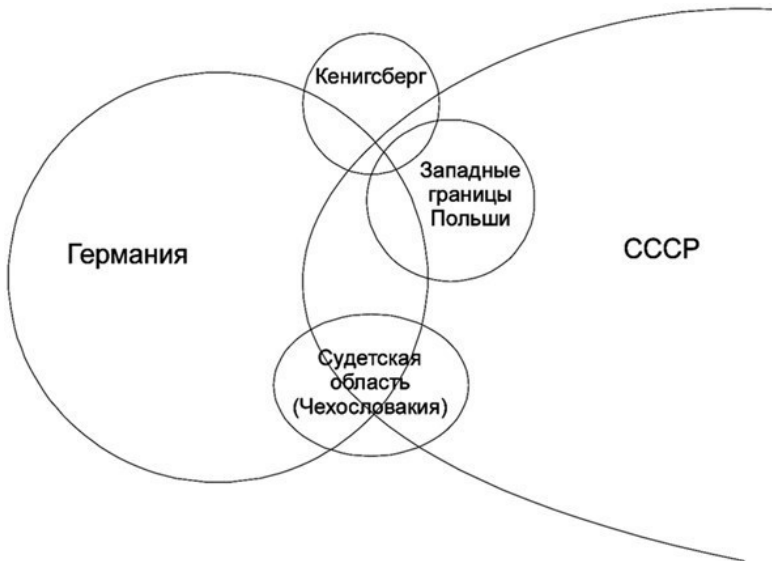 Кенигсберг
Западные
границы
Польши
Германия
СССР
Судетская
область
(Чехословакия)